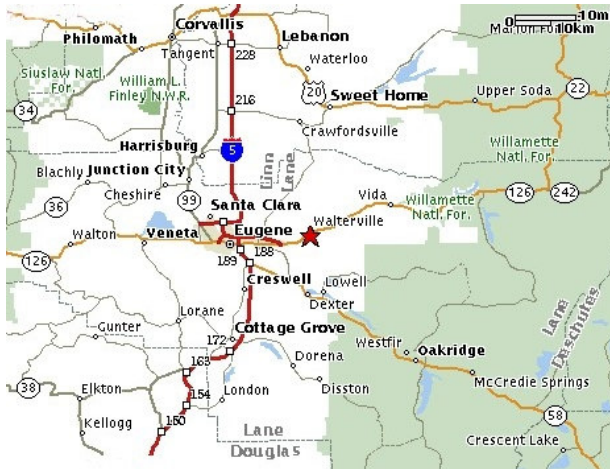 Corvallis
Philomath
Tangent
Lebanon
Waterloo
0 10m
10km
228
Siuslaw Natl.
For.
William L.
Finley N.W.R.
20
Sweet Home
Upper Soda
22
34
216
Crawfordsville
Harrisburg
5
Linn
Lane
Willamette
Natl. For.
Blachly
Junction City
Cheshire
99
36
Santa Clara
Vida
Willamette
Natl. For.
126
242
Walterville
Walton
Veneta
Eugene
126
189
188
Creswell
Lowell
Dexter
Lorane
Gunter
172
Cottage Grove
Westfir
Oakridge
Lane
Deschules
163
Dorena
McCredie Springs
38
Elkton
154
London
Diston
Kellogg
150
Lane
Douglas
58
Crescent Lake